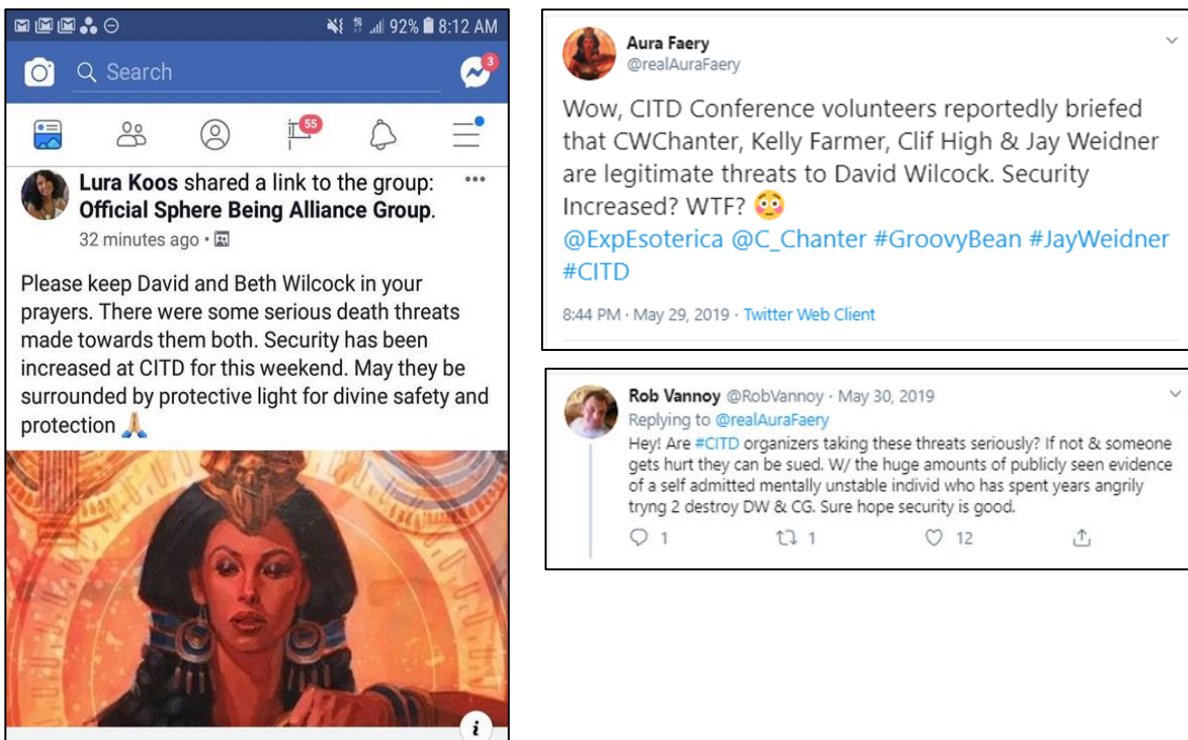 92% 8:12 AM
Search
3
55
Lura Koos shared a link to the group:
Official Sphere Being Alliance Group.
32 minutes ago ·
Please keep David and Beth Wilcock in your
prayers. There were some serious death threats
made towards them both. Security has been
increased at CITD for this weekend. May they be
surrounded by protective light for divine safety and
protection 🙏
i
Aura Faery
@realAuraFaery
Wow, CITD Conference volunteers reportedly briefed
that CWChanter, Kelly Farmer, Clif High & Jay Weidner
are legitimate threats to David Wilcock. Security
Increased? WTF? 😳
@ExpEsoterica @C_Chanter #GroovyBean #JayWeidner
#CITD
8:44 PM · May 29, 2019 · Twitter Web Client
Rob Vannoy @RobVannoy · May 30, 2019
Replying to @realAuraFaery
Hey! Are #CITD organizers taking these threats seriously? If not & someone
gets hurt they can be sued. W/ the huge amounts of publicly seen evidence
of a self admitted mentally unstable individ who has spent years angrily
tryng 2 destroy DW & CG. Sure hope security is good.
1 1 12